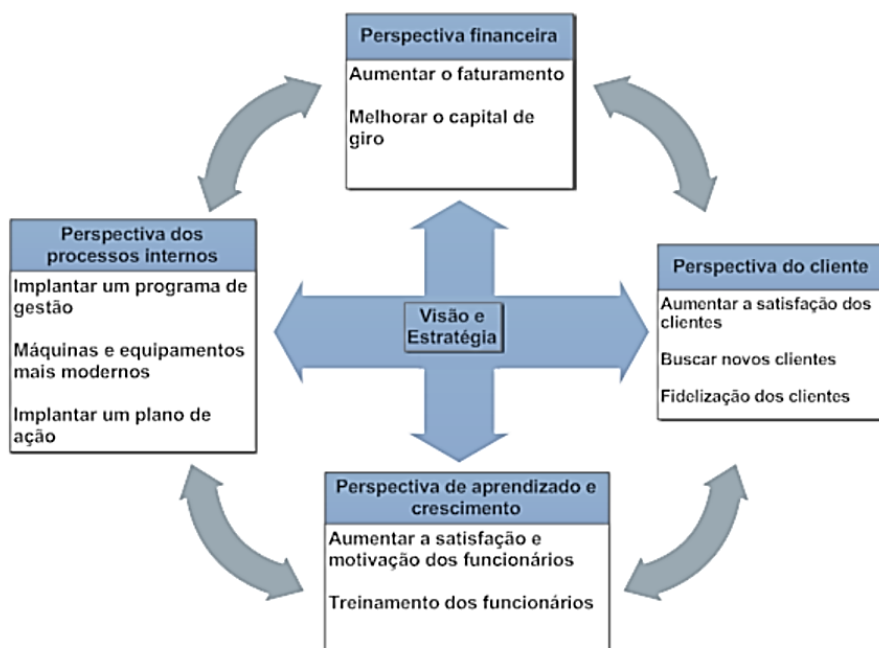 Perspectiva financeira
Aumentar o faturamento
Melhorar o capital de
giro
Perspectiva dos
processos internos
Implantar um programa de
gestão
Máquinas e equipamentos
mais modernos
Implantar um plano de
ação
Visão e
Estratégia
Perspectiva do cliente
Aumentar a satisfação dos
clientes
Buscar novos clientes
Fidelização dos clientes
Perspectiva de aprendizado e
crescimento
Aumentar a satisfação e
motivação dos funcionários
Treinamento dos funcionários